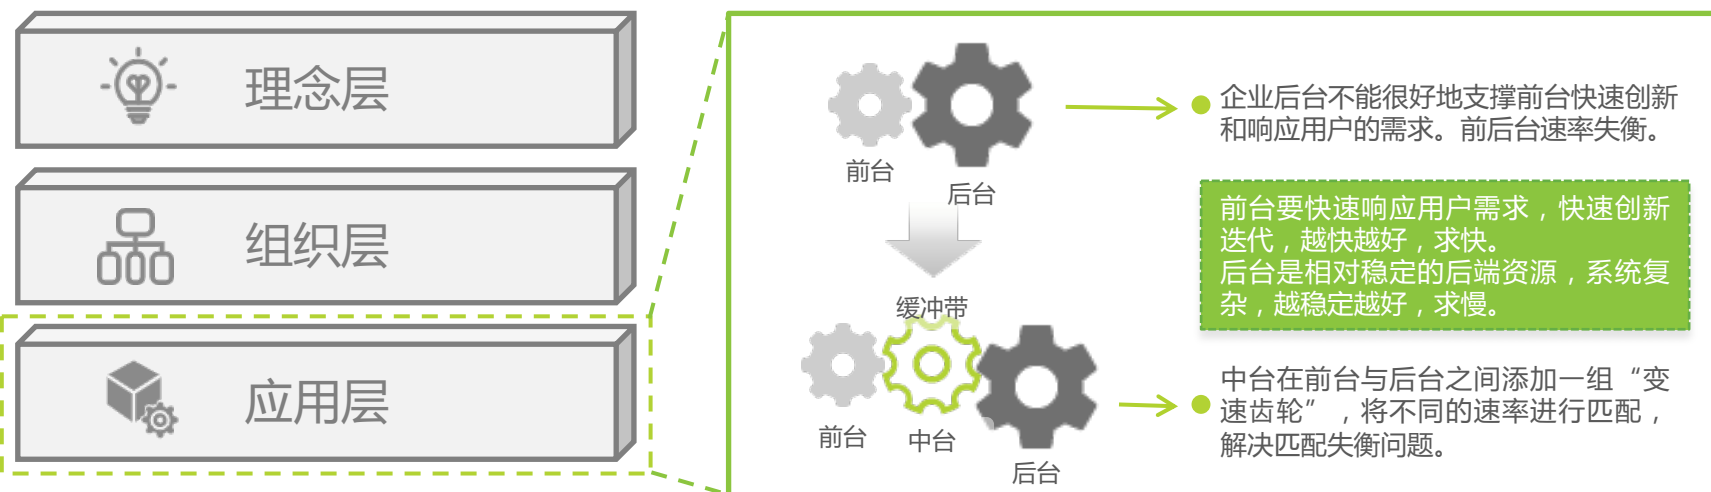 理念层
组织层
应用层
前台
后台
缓冲带
前台
中台
后台
企业后台不能很好地支撑前台快速创新
和响应用户的需求。前后台速率失衡。
前台要快速响应用户需求，快速创新
迭代，越快越好，求快。
后台是相对稳定的后端资源，系统复
杂，越稳定越好，求慢。
中台在前台与后台之间添加一组“变
速齿轮”，将不同的速率进行匹配，
解决匹配失衡问题。